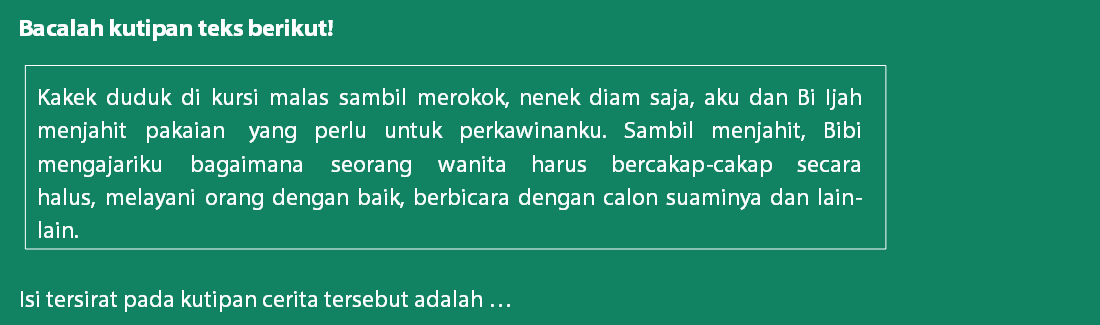 Bacalah kutipan teks berikut!
Kakek duduk di kursi malas sambil merokok, nenek diam saja, aku dan Bi Ijah
menjahit pakaian yang perlu untuk perkawinanku. Sambil menjahit, Bibi
mengajariku bagaimana seorang wanita harus bercakap-cakap secara
halus, melayani orang dengan baik, berbicara dengan calon suaminya dan lain-
lain.
Isi tersirat pada kutipan cerita tersebut adalah ...